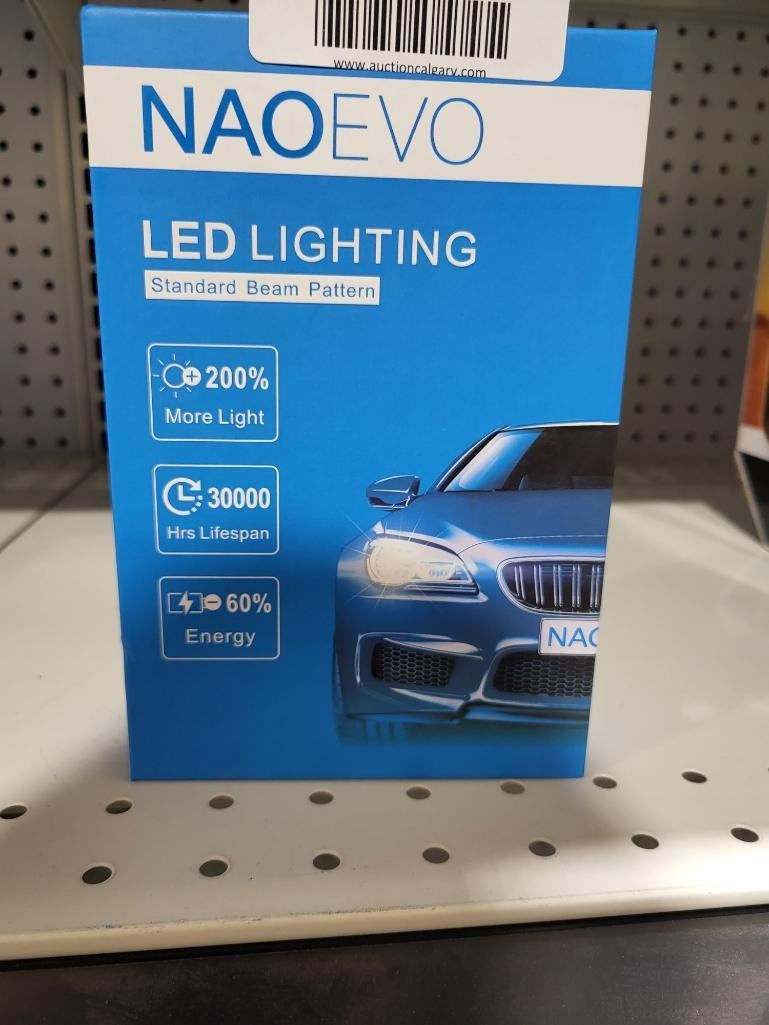 www.auctioncalgary.com
NAOEVO
LED LIGHTING
Standard Beam Pattern
+ 200%
More Light
30000
Hrs Lifespan
- 60%
Energy
NAO